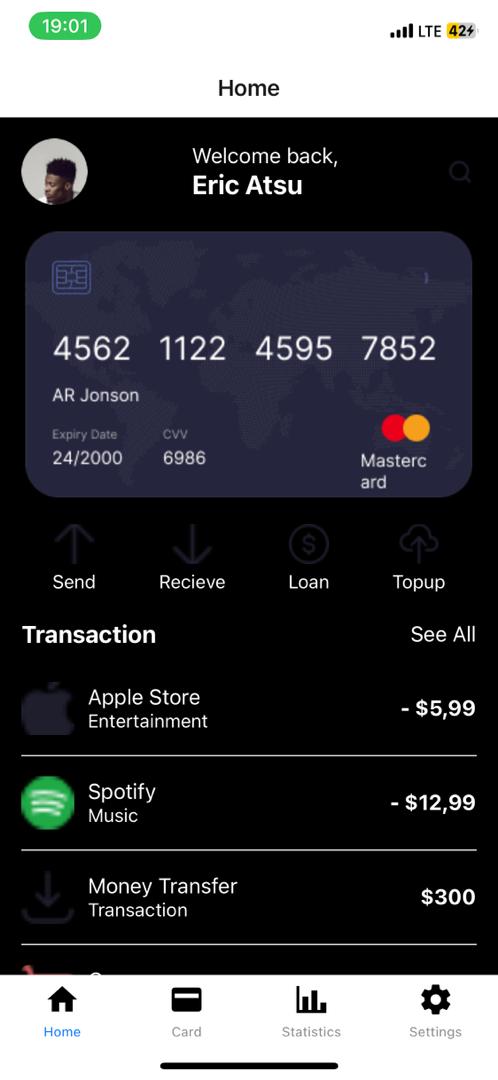 19:01
LTE 42
Home
Welcome back,
Eric Atsu
4562 1122 4595 7852
AR Jonson
Expiry Date CVV
24/2000 6986
Masterc
ard
Send Recieve Loan Topup
Transaction See All
Apple Store
Entertainment
- $5,99
Spotify
Music
- $12,99
Money Transfer
Transaction
$300
Home Card Statistics Settings